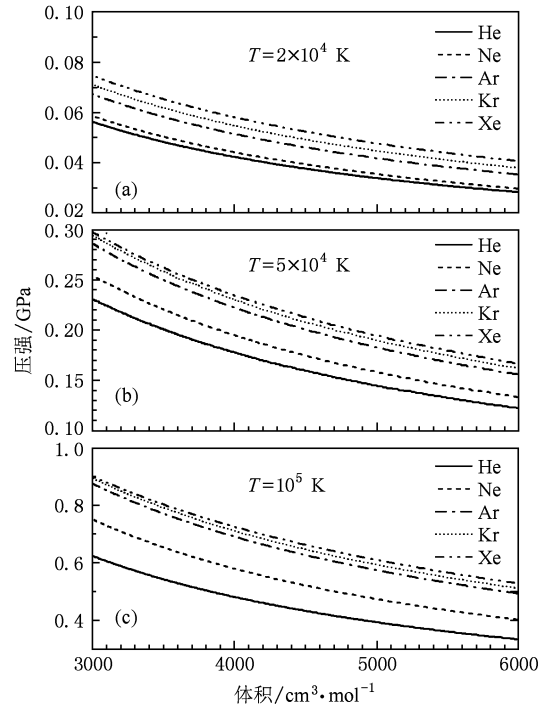 0.10
0.08
0.06
0.04
0.02
T=2×10⁴ K
He
Ne
Ar
Kr
Xe
(a)
0.30
0.25
0.20
0.15
0.10
T=5×10⁴ K
He
Ne
Ar
Kr
Xe
(b)
压强/GPa
1.0
0.8
0.6
0.4
T=10⁵ K
He
Ne
Ar
Kr
Xe
(c)
3000 4000 5000 6000
体积/cm³·mol⁻¹